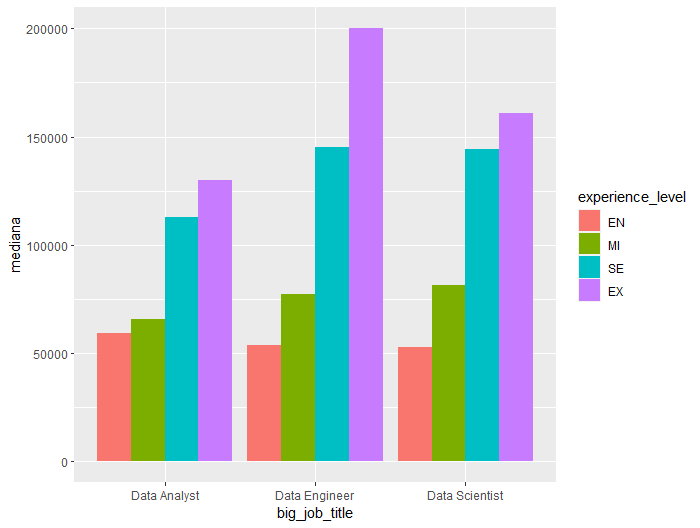 200000
150000
100000
50000
0
mediana
Data Analyst
Data Engineer
Data Scientist
big_job_title
experience_level
EN
MI
SE
EX